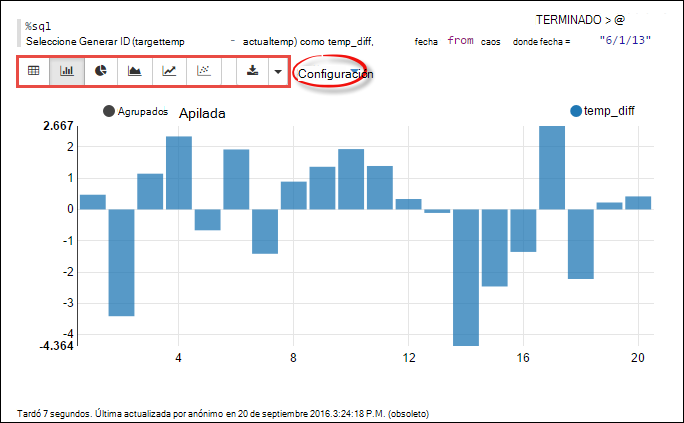 TERMINADO > @
%sql
Seleccione Generar ID (targettemp - actualtemp) como temp_diff, fecha from caos donde fecha = "6/1/13"
Configuración
Agrupados Apilada temp_diff
2.667
2
1
0
-1
-2
-3
-4
-4.364
4 8 12 16 20
Tardó 7 segundos. Última actualizada por anónimo en 20 de septiembre 2016.3:24:18 P.M. (obsoleto)